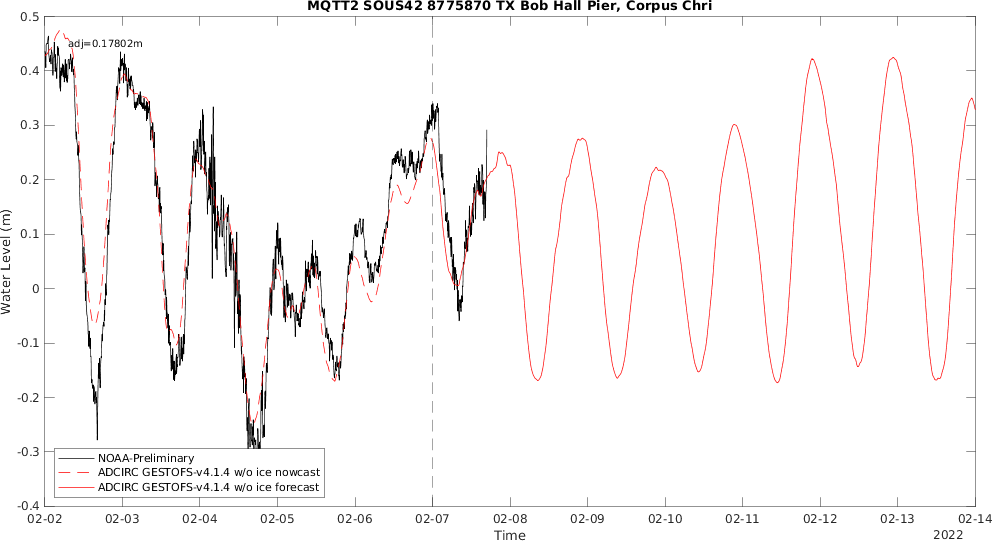 MQTT2 SOUS42 8775870 TX Bob Hall Pier, Corpus Chri
adj=0.17802m
0.5
0.4
0.3
0.2
0.1
0
-0.1
-0.2
-0.3
-0.4
Water Level (m)
NOAA-Preliminary
ADCIRC GESTOFS-v4.1.4 w/o ice nowcast
ADCIRC GESTOFS-v4.1.4 w/o ice forecast
02-02 02-03 02-04 02-05 02-06 02-07 02-08 02-09 02-10 02-11 02-12 02-13 02-14
Time
2022